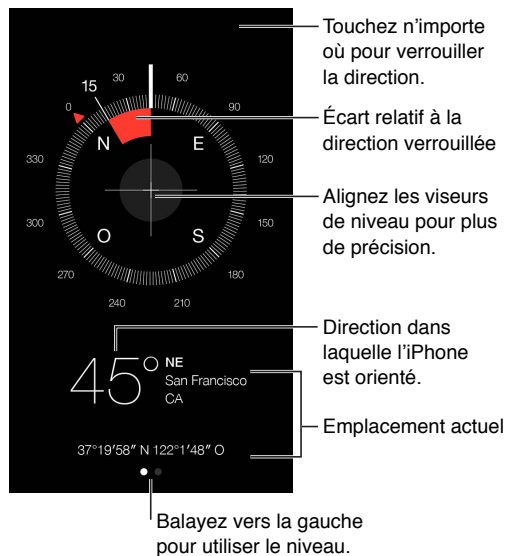 Touchez n’importe
où pour verrouiller
la direction.
15
30
60
0
90
Écart relatif à la
direction verrouillée
N
E
330
120
Alignez les viseurs
de niveau pour plus
de précision.
300
150
O
S
270
180
240
210
Direction dans
laquelle l’iPhone
est orienté.
45° NE
San Francisco
CA
Emplacement actuel
37°19′58″ N 122°1′48″ O
Balayez vers la gauche
pour utiliser le niveau.